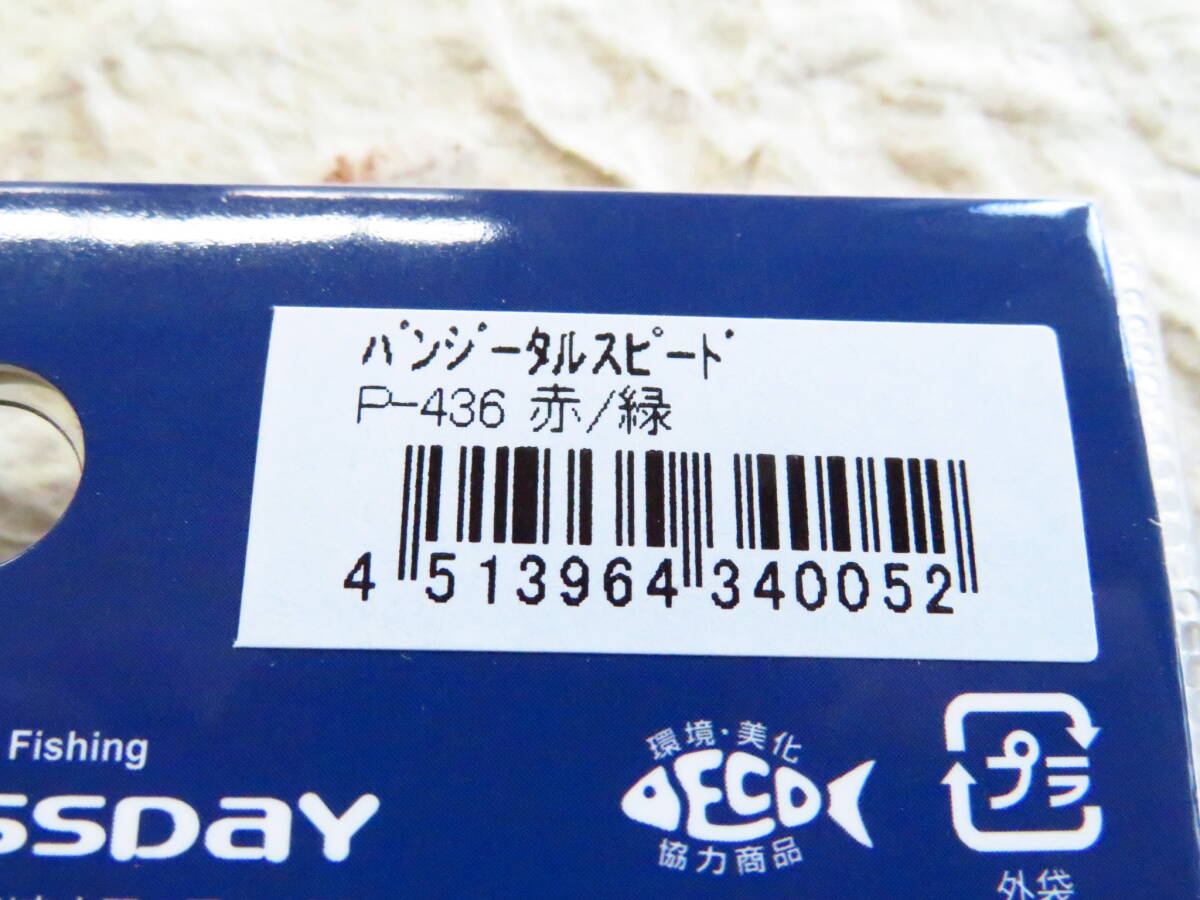 パンジータルスピード
P-436 赤/緑
4 513964 340052
Fishing
SSDAY
環境・美化
ECO
協力商品
プラ
外袋